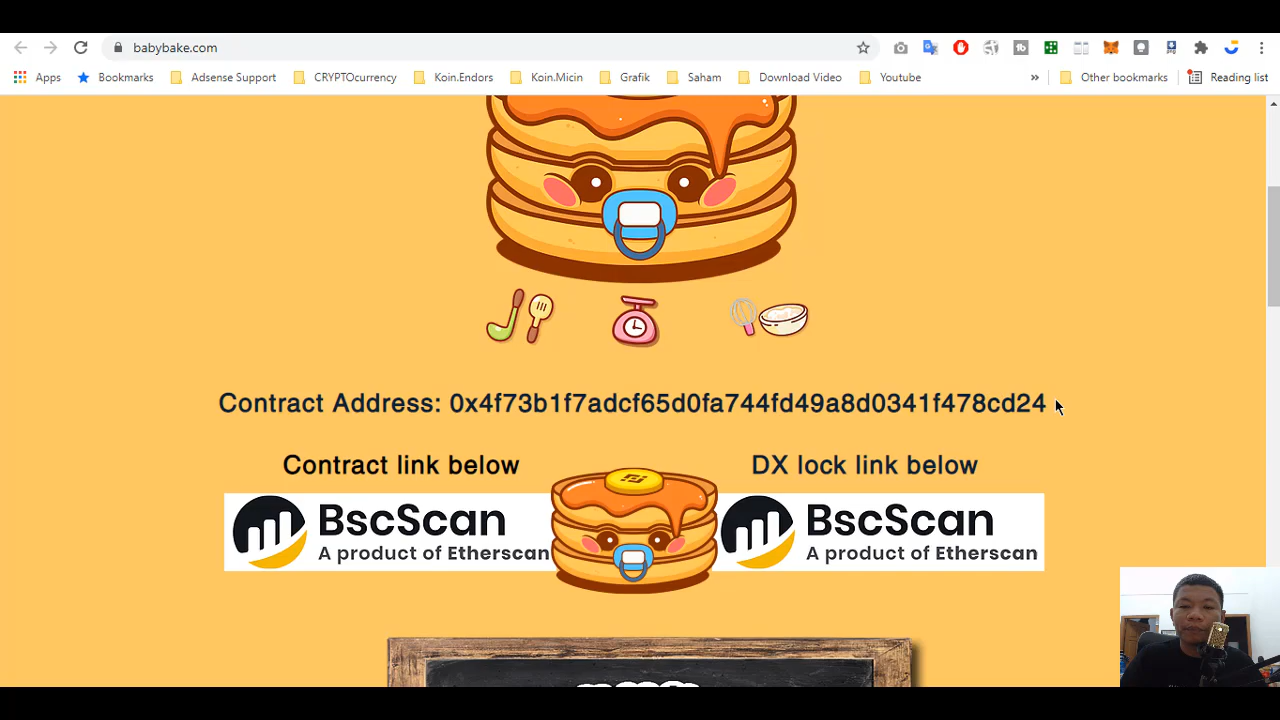 babybake.com
Apps Bookmarks Adsense Support CRYPTOcurrency Koin.Endors Koin.Micin Grafik Saham Download Video Youtube » Other bookmarks Reading list
Contract Address: 0x4f73b1f7adcf65d0fa744fd49a8d0341f478cd24
Contract link below DX lock link below
BscScan BscScan
A product of Etherscan A product of Etherscan